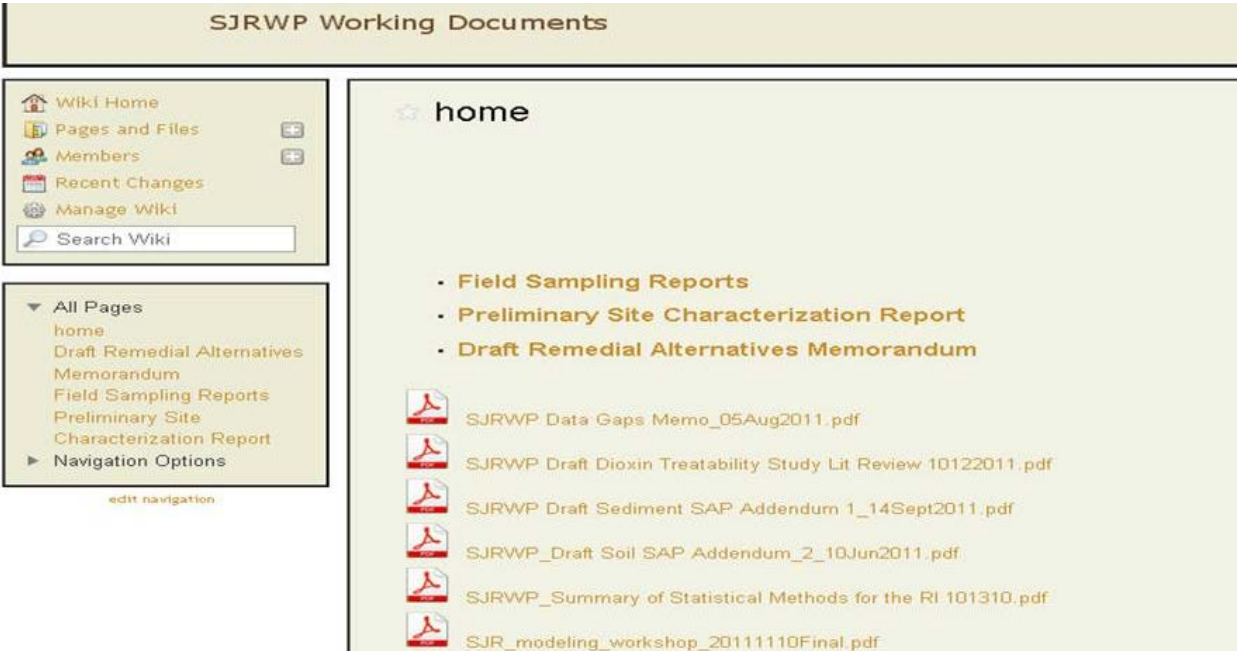 SJRWP Working Documents
Wiki Home
Pages and Files
Members
Recent Changes
Manage Wiki
Search Wiki
All Pages
home
Draft Remedial Alternatives
Memorandum
Field Sampling Reports
Preliminary Site
Characterization Report
Navigation Options
edit navigation
home
• Field Sampling Reports
• Preliminary Site Characterization Report
• Draft Remedial Alternatives Memorandum
SJRWP Data Gaps Memo_05Aug2011.pdf
SJRWP Draft Dioxin Treatability Study Lit Review 10122011.pdf
SJRWP Draft Sediment SAP Addendum 1_14Sept2011.pdf
SJRWP_Draft Soil SAP Addendum_2_10Jun2011.pdf
SJRWP_Summary of Statistical Methods for the RI 101310.pdf
SJR_modeling_workshop_20111110Final.pdf